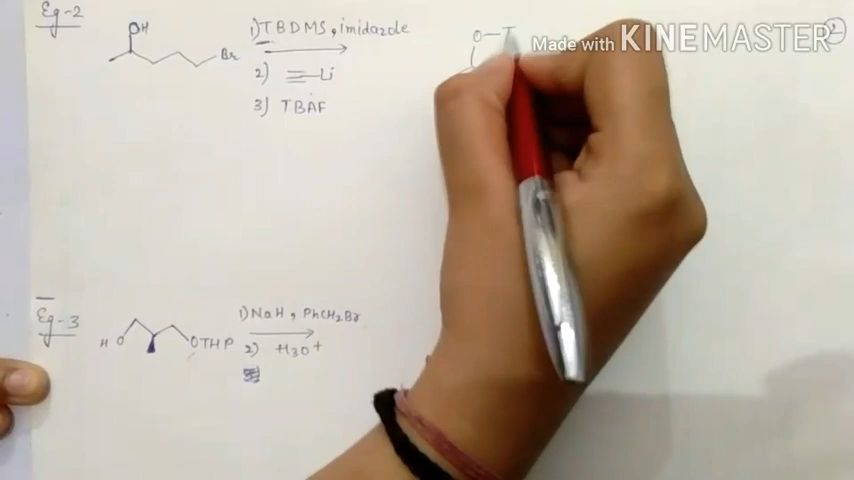 Eg-2
OH
Br
1) TBDMS, imidazole
2) ≡-Li
3) TBAF
O-T
Made with KINEMASTER
2
Eg-3
HO
OTHP
1) NaH, PhCH2Br
2) H3O+